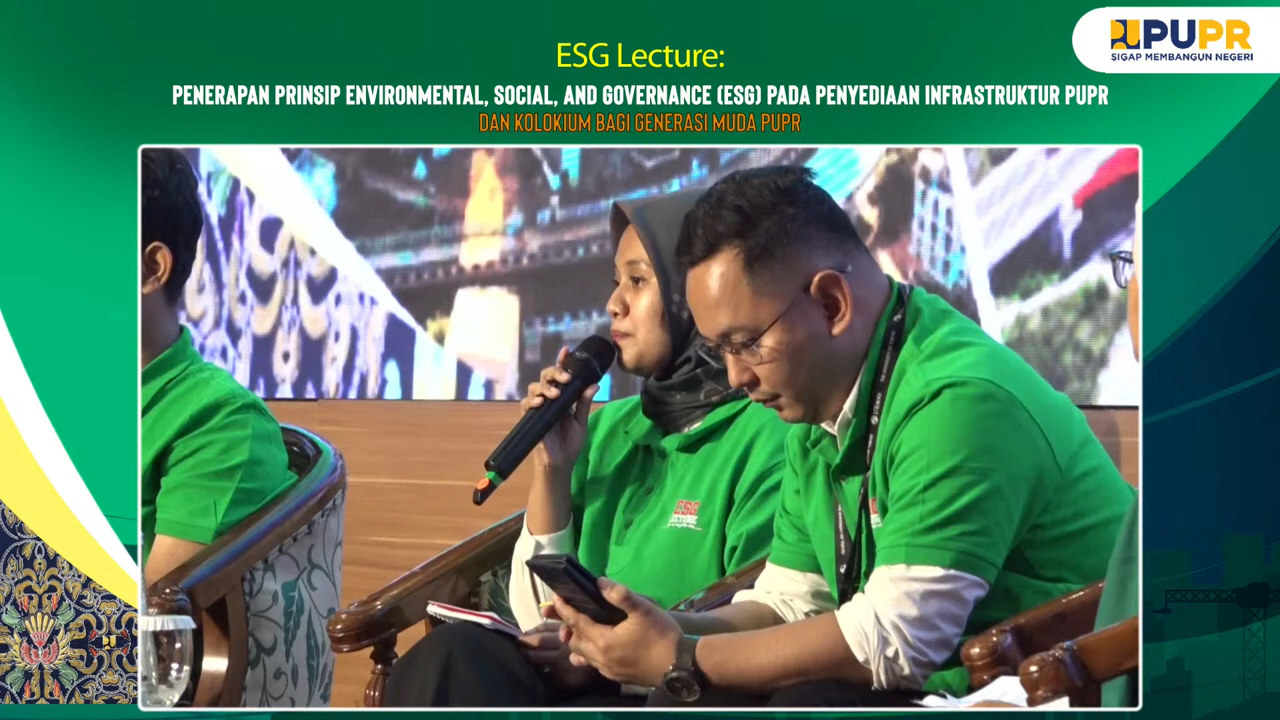 PUPR
SIGAP MEMBANGUN NEGERI
ESG Lecture:
PENERAPAN PRINSIP ENVIRONMENTAL, SOCIAL, AND GOVERNANCE (ESG) PADA PENYEDIAAN INFRASTRUKTUR PUPR
DAN KOLOKIUM BAGI GENERASI MUDA PUPR
ESG
LECTURE